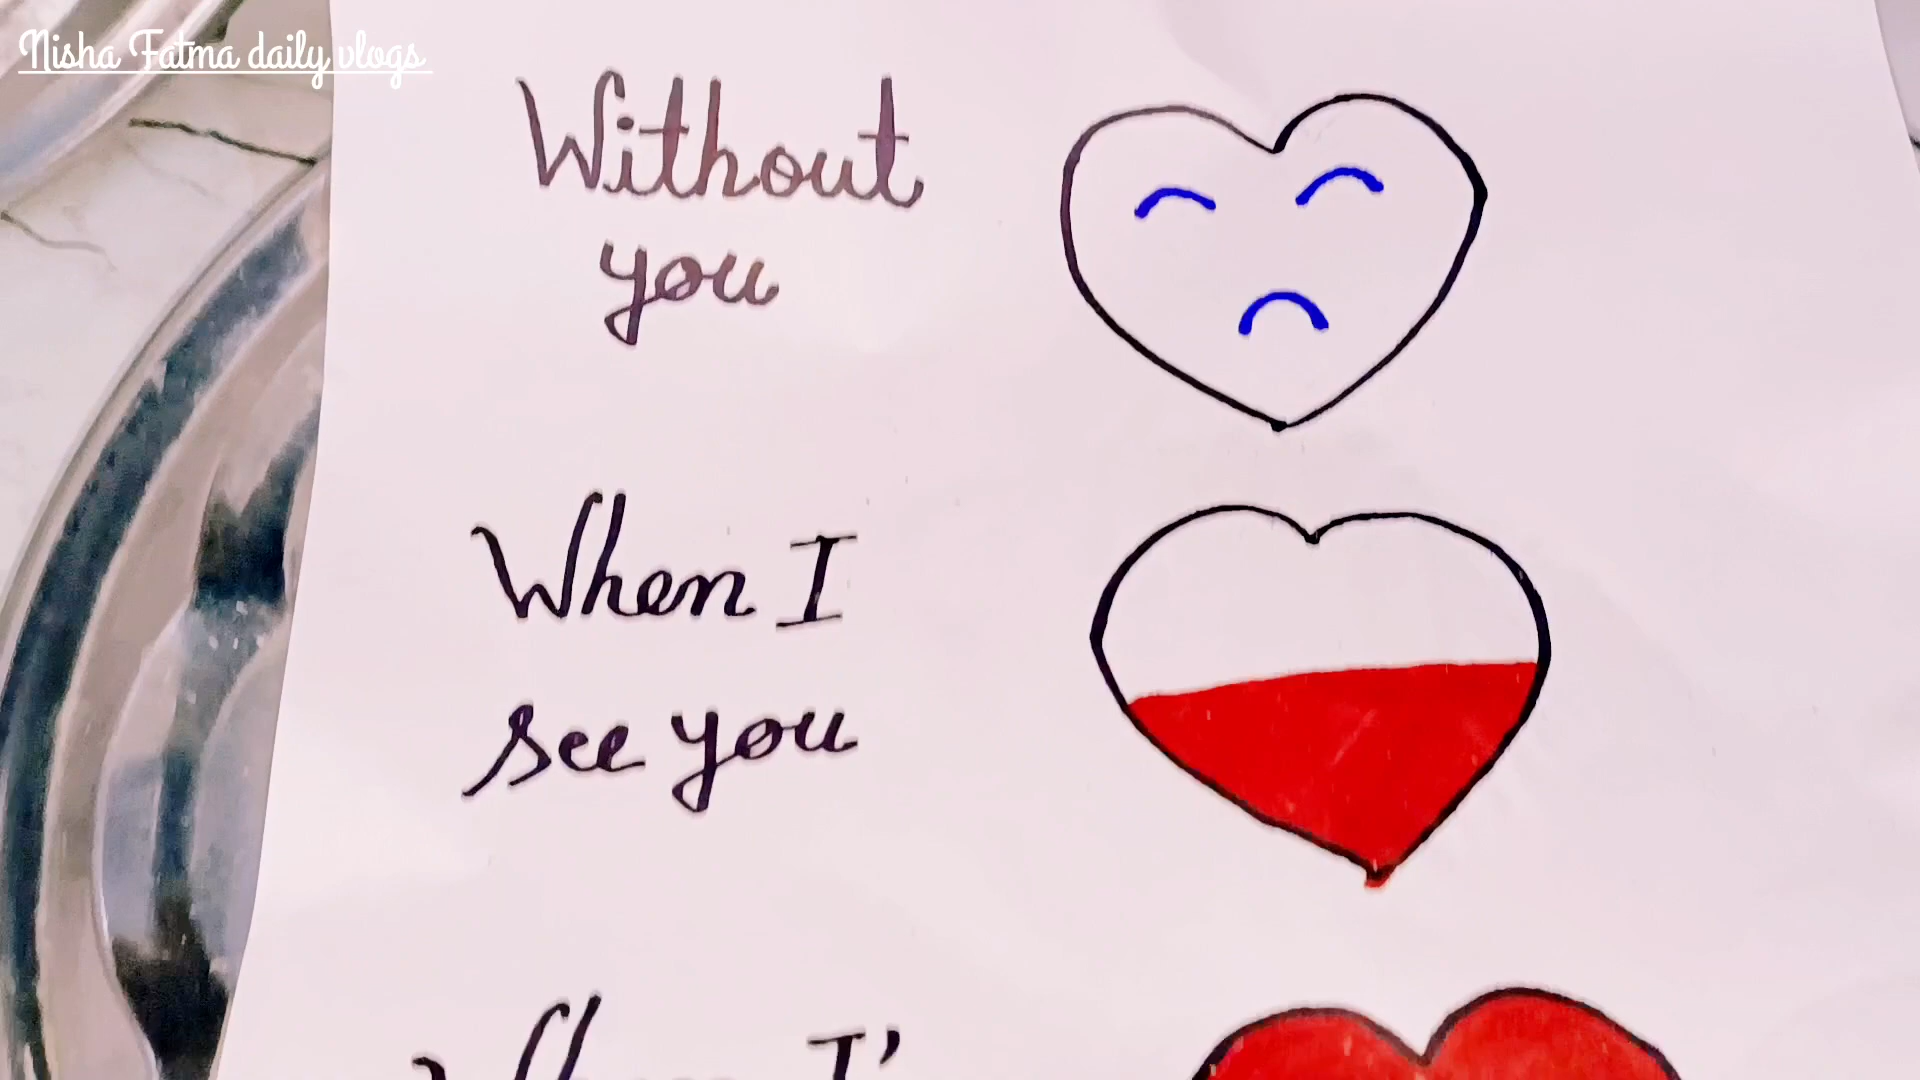 Nisha Fatma daily vlogs
Without
you
When I
see you
I'